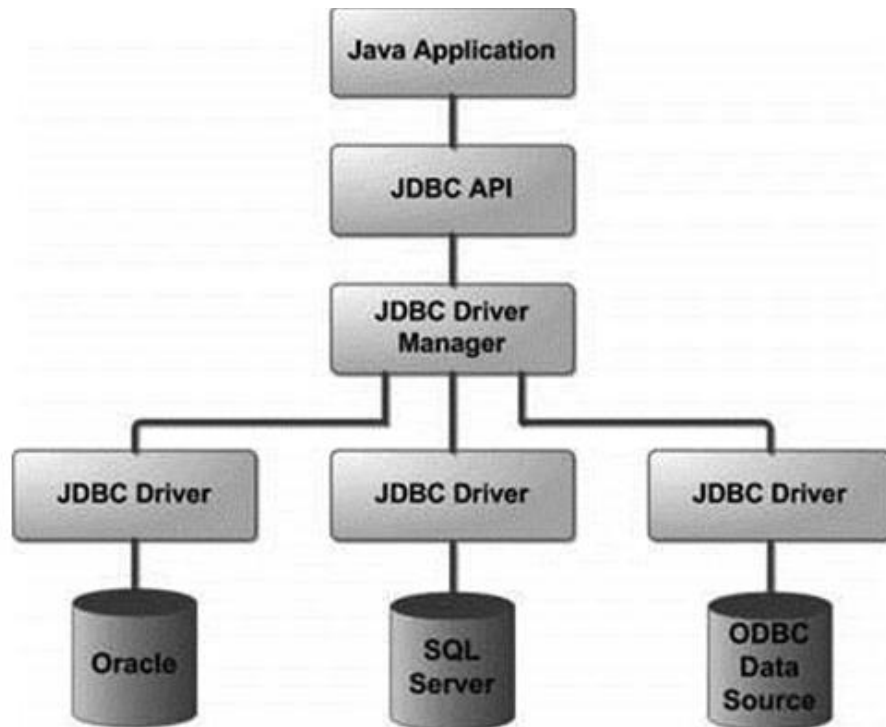 Java Application
JDBC API
JDBC Driver
Manager
JDBC Driver
JDBC Driver
JDBC Driver
Oracle
SQL
Server
ODBC
Data
Source